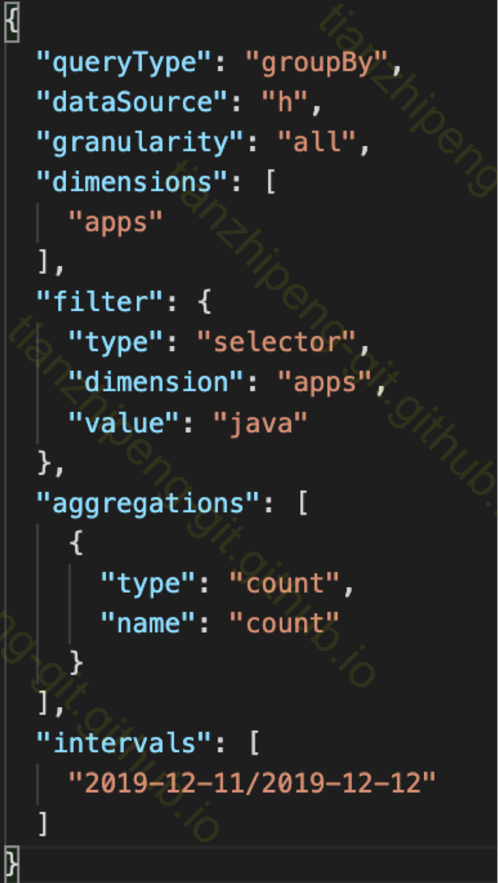 {
  "queryType": "groupBy",
  "dataSource": "h",
  "granularity": "all",
  "dimensions": [
    "apps"
  ],
  "filter": {
    "type": "selector",
    "dimension": "apps",
    "value": "java"
  },
  "aggregations": [
    {
      "type": "count",
      "name": "count"
    }
  ],
  "intervals": [
    "2019-12-11/2019-12-12"
  ]
}
tianzhipeng
tianzhipeng-git.github.
tianzhipeng-git.github.io
ng-git.github.io